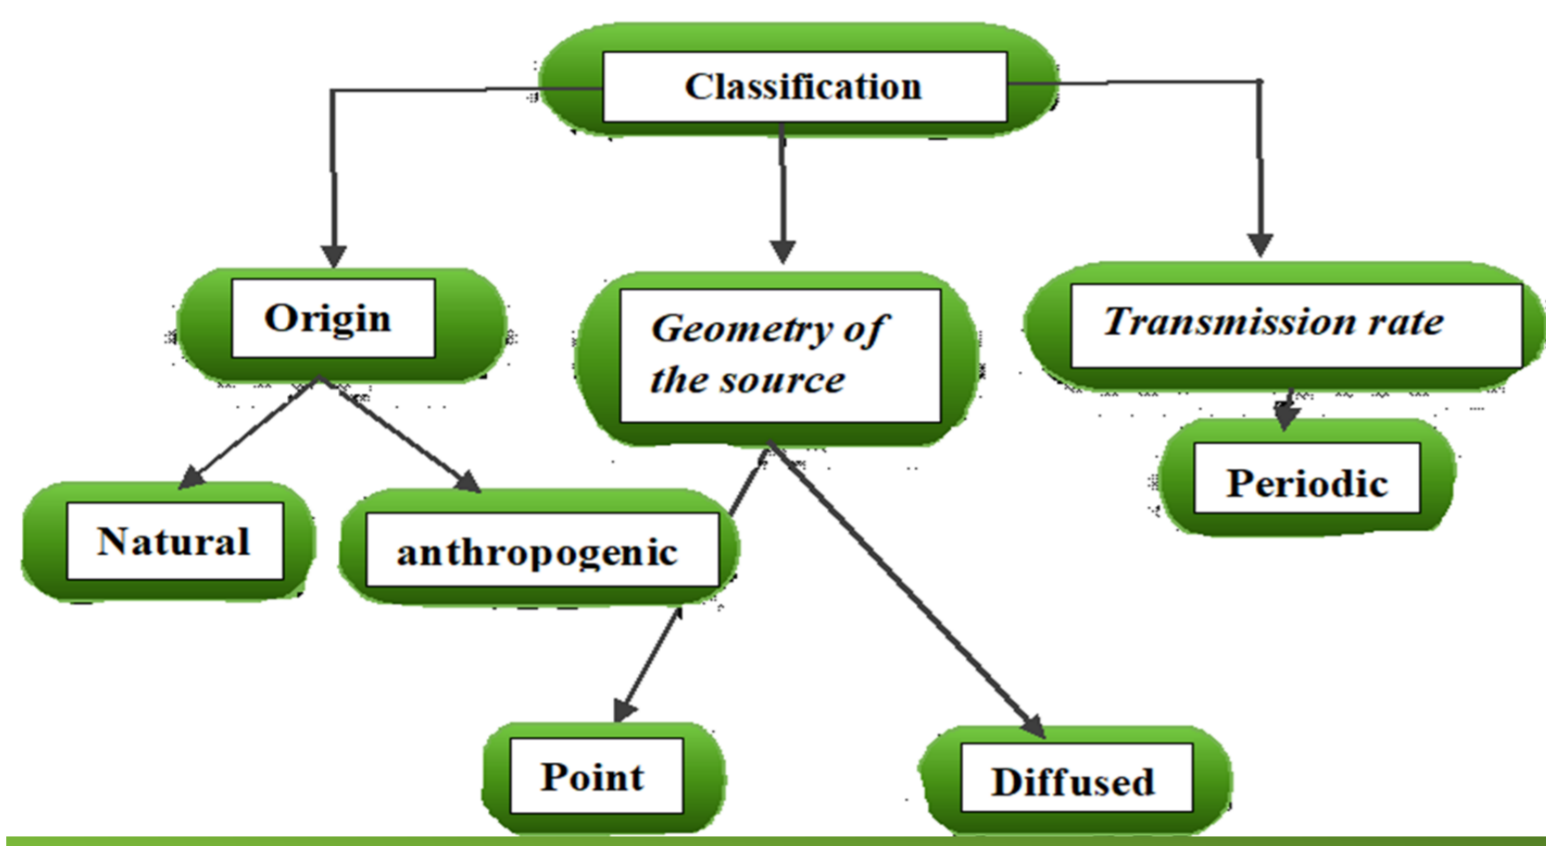 Classification
Origin
Geometry of
the source
Transmission rate
Periodic
Natural
anthropogenic
Point
Diffused